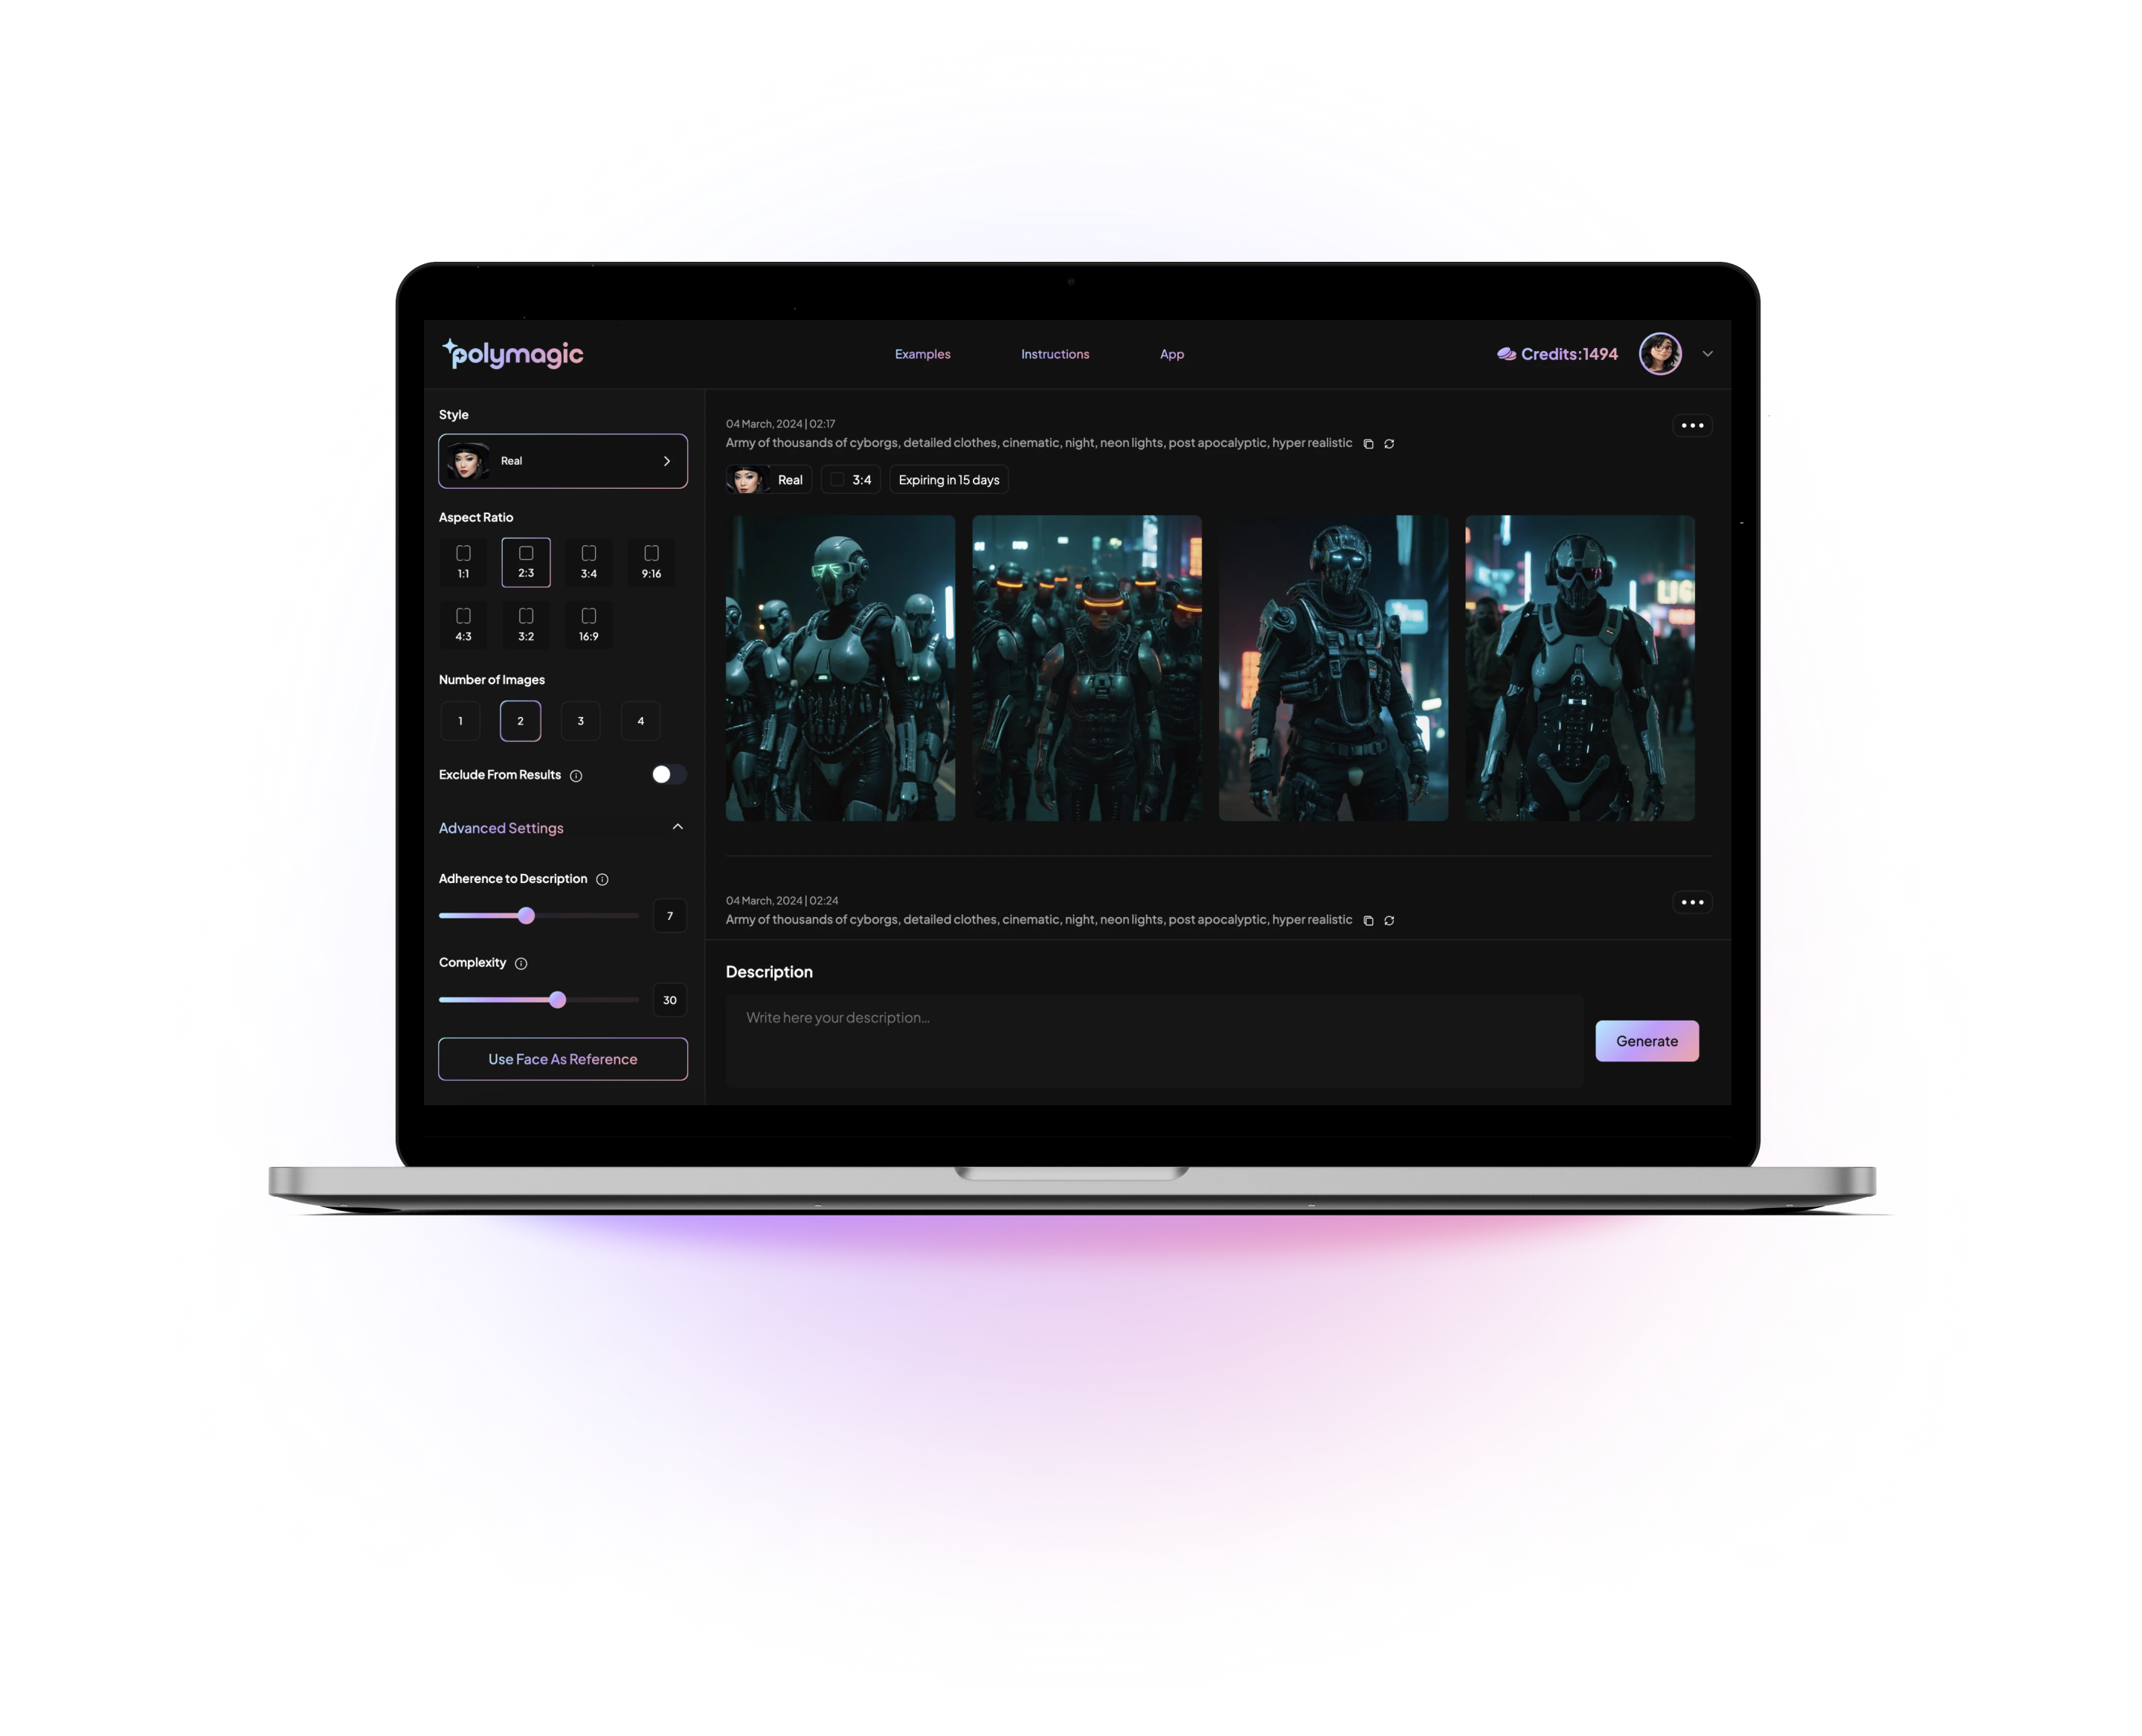 polymagic
Examples
Instructions
App
Credits:1494
Style
Real
Aspect Ratio
1:1
2:3
3:4
9:16
4:3
3:2
16:9
Number of Images
1
2
3
4
Exclude From Results
Advanced Settings
Adherence to Description
7
Complexity
30
Use Face As Reference
04 March, 2024 | 02:17
Army of thousands of cyborgs, detailed clothes, cinematic, night, neon lights, post apocalyptic, hyper realistic
Real
3:4
Expiring in 15 days
04 March, 2024 | 02:24
Army of thousands of cyborgs, detailed clothes, cinematic, night, neon lights, post apocalyptic, hyper realistic
Description
Write here your description...
Generate